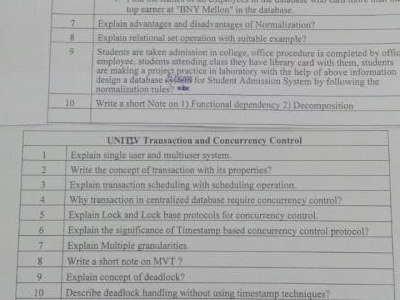 top earner at "BNY Mellon" in the database.
7 Explain advantages and disadvantages of Normalization?
8 Explain relational set operation with suitable example?
9 Students are taken admission in college, office procedure is completed by office
employee, students attending class they have library card with them, students
are making a project practice in laboratory with the help of above information
design a database system for Student Admission System by following the
normalization rules?
10 Write a short Note on 1) Functional dependency 2) Decomposition
Transaction and Concurrency Control
1 Explain single user and multiuser system.
2 Write the concept of transaction with its properties?
3 Explain transaction scheduling with scheduling operation.
4 Why transaction in centralized database require concurrency control?
5 Explain Lock and Lock base protocols for concurrency control.
6 Explain the significance of Timestamp based concurrency control protocol?
7 Explain Multiple granularities.
8 Write a short note on MVT ?
9 Explain concept of deadlock?
10 Describe deadlock handling without using timestamp techniques?